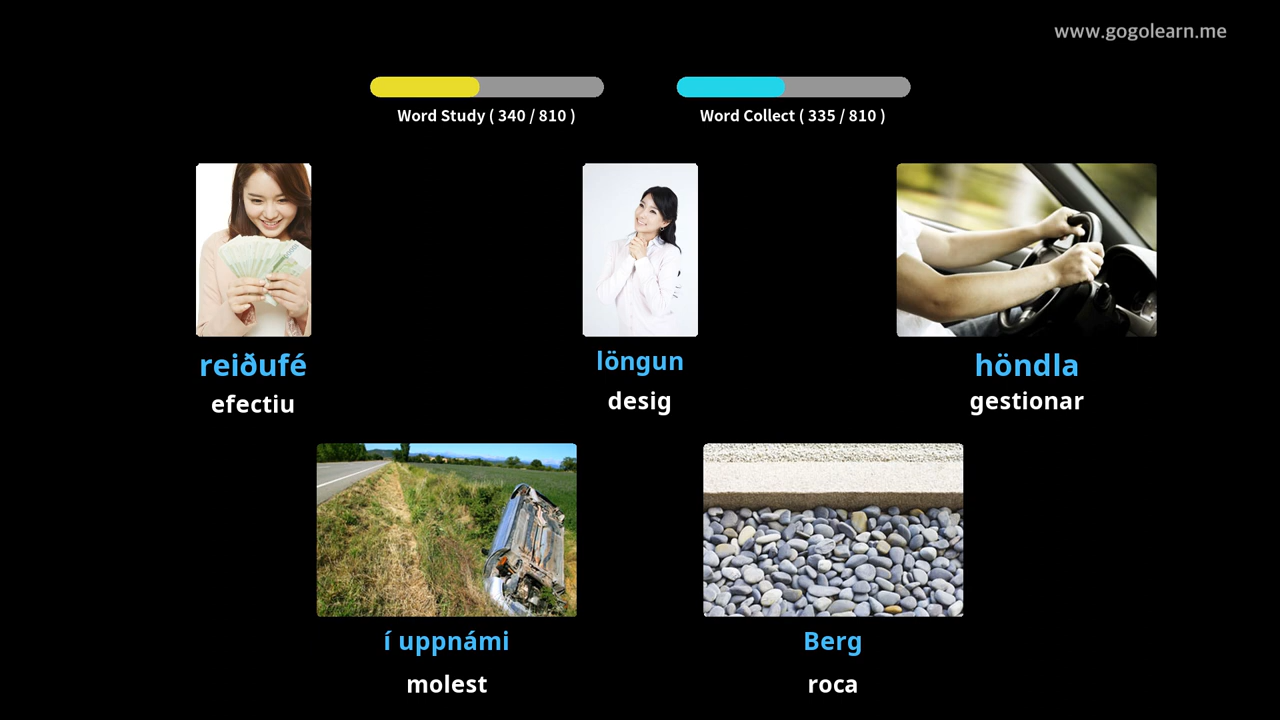 www.gogolearn.me
Word Study ( 340 / 810 )
Word Collect ( 335 / 810 )
reiðufé
efectiu
löngun
desig
höndla
gestionar
í uppnámi
molest
Berg
roca